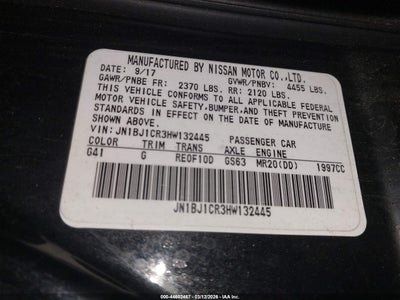 MANUFACTURED BY NISSAN MOTOR CO.,LTD.
DATE: 9/17 GVWR/PNBV: 4455 LBS.
GAWR/PNBE FR: 2370 LBS. RR: 2120 LBS.
THIS VEHICLE CONFORMS TO ALL APPLICABLE FEDERAL
MOTOR VEHICLE SAFETY,BUMPER,AND THEFT PREVENTION
STANDARDS IN EFFECT ON THE DATE OF MANUFACTURE
SHOWN ABOVE.
VIN: JN1BJ1CR3HW132445 PASSENGER CAR
COLOR TRIM TRANS AXLE ENGINE
G41 G RE0F10D GS63 MR20(DD) 1997CC
JN1BJ1CR3HW132445